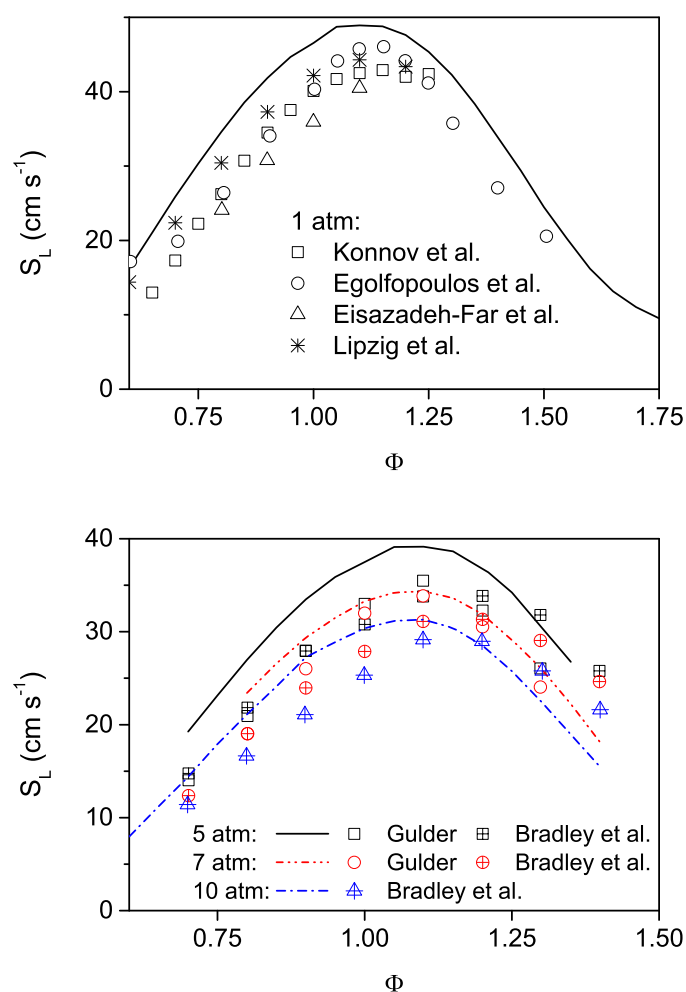 40
20
0
S_L (cm s⁻¹)
1 atm:
Konnov et al.
Egolfopoulos et al.
Eisazadeh-Far et al.
Lipzig et al.
0.75 1.00 1.25 1.50 1.75
Φ
40
30
20
10
0
S_L (cm s⁻¹)
5 atm: Gulder Bradley et al.
7 atm: Gulder Bradley et al.
10 atm: Bradley et al.
0.75 1.00 1.25 1.50
Φ